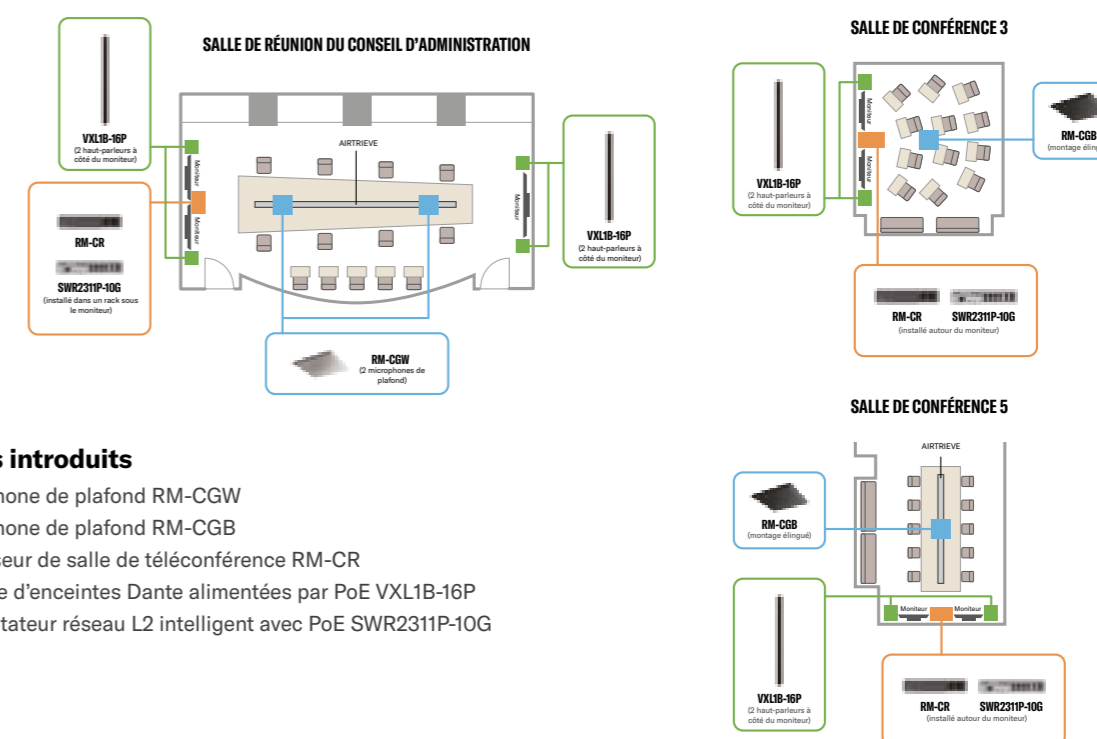 SALLE DE RÉUNION DU CONSEIL D'ADMINISTRATION
VXL1B-16P
(2 haut-parleurs à
côté du moniteur)
RM-CR
SWR2311P-10G
(installé dans un rack sous
le moniteur)
Moniteur
Moniteur
AIRTRIEVE
Moniteur
VXL1B-16P
(2 haut-parleurs à
côté du moniteur)
RM-CGW
(2 microphones de
plafond)
SALLE DE CONFÉRENCE 3
VXL1B-16P
(2 haut-parleurs à
côté du moniteur)
Moniteur
Moniteur
RM-CGB
(montage éling
RM-CR
SWR2311P-10G
(installé autour du moniteur)
SALLE DE CONFÉRENCE 5
AIRTRIEVE
RM-CGB
(montage élingué)
Moniteur
Moniteur
VXL1B-16P
(2 haut-parleurs à
côté du moniteur)
RM-CR
SWR2311P-10G
(installé autour du moniteur)
s introduits
hone de plafond RM-CGW
hone de plafond RM-CGB
seur de salle de téléconférence RM-CR
e d'enceintes Dante alimentées par PoE VXL1B-16P
tateur réseau L2 intelligent avec PoE SWR2311P-10G